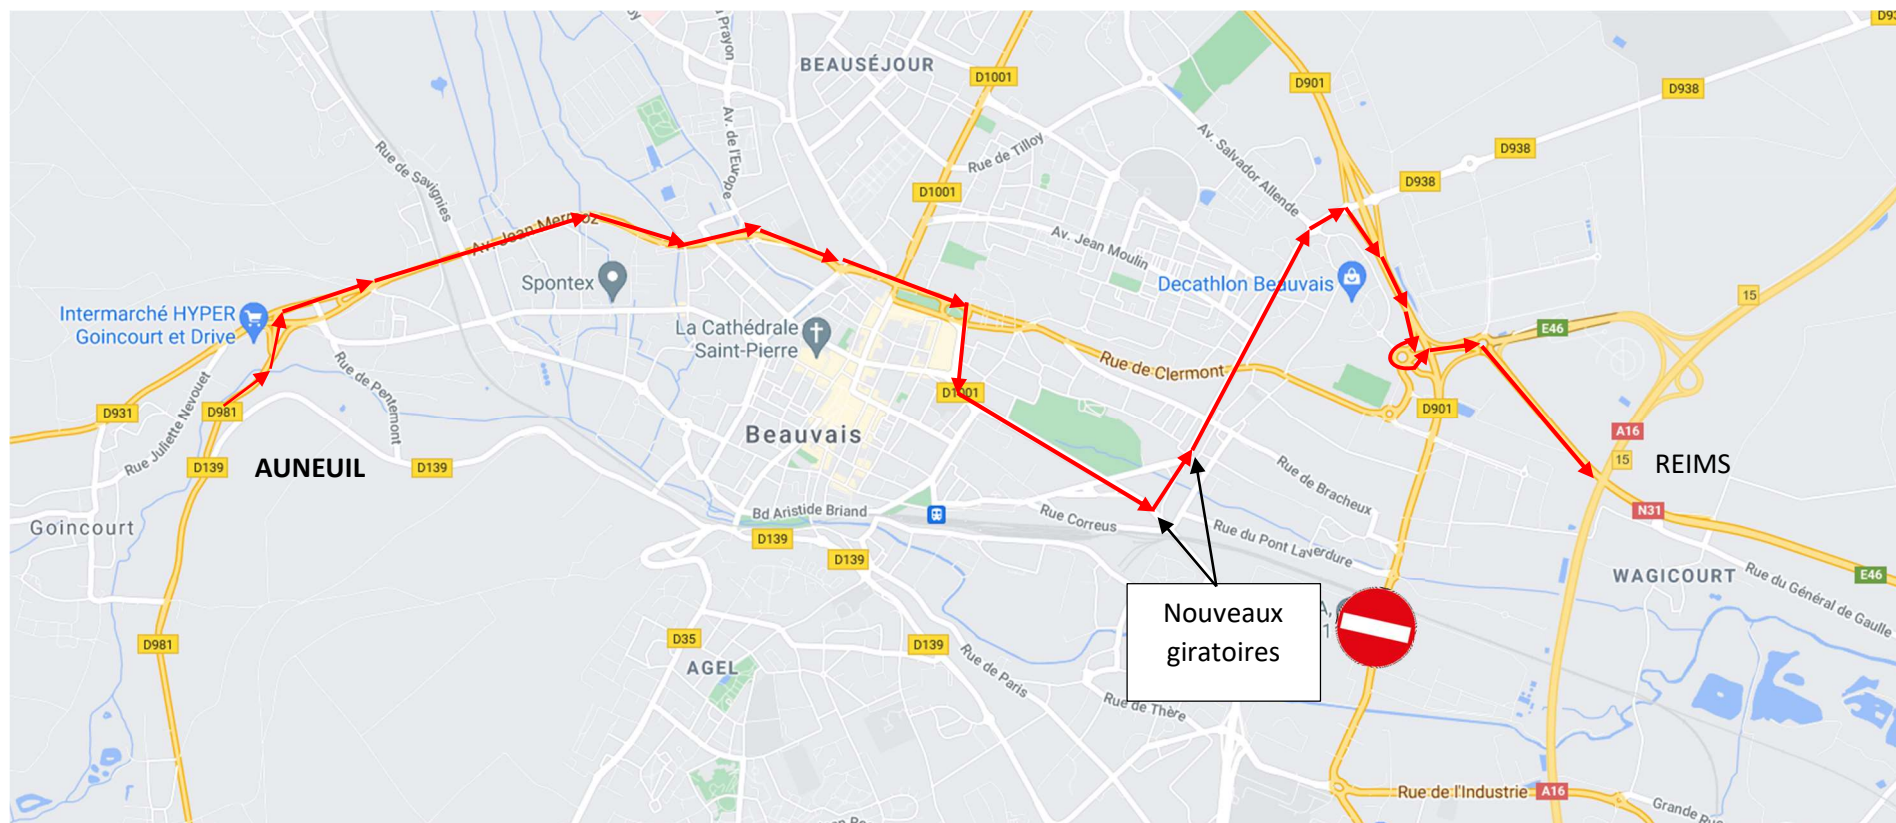 D1001
D901
D938
D938
D938
D1001
BEAUSÉJOUR
Av. de l'Europe
Rue de Savignies
Rue de Tilloy
Av. Salvador Allende
Av. Jean Mermoz
Av. Jean Moulin
Spontex
Decathlon Beauvais
15
E46
Intermarché HYPER
Goincourt et Drive
La Cathédrale
Saint-Pierre
Rue de Clermont
Rue Juliette Nevouet
Rue de Pentemont
D931
D981
D1001
D901
A16
15
Beauvais
AUNEUIL
D139
D139
REIMS
Goincourt
Rue de Bracheux
Bd Aristide Briand
Rue Correus
N31
D139
D139
Rue du Pont Laverdure
WAGICOURT
E46
Rue du Général de Gaulle
Nouveaux
giratoires
D981
D35
D139
AGEL
Rue de Paris
Rue de Thère
Rue de l'Industrie
A16